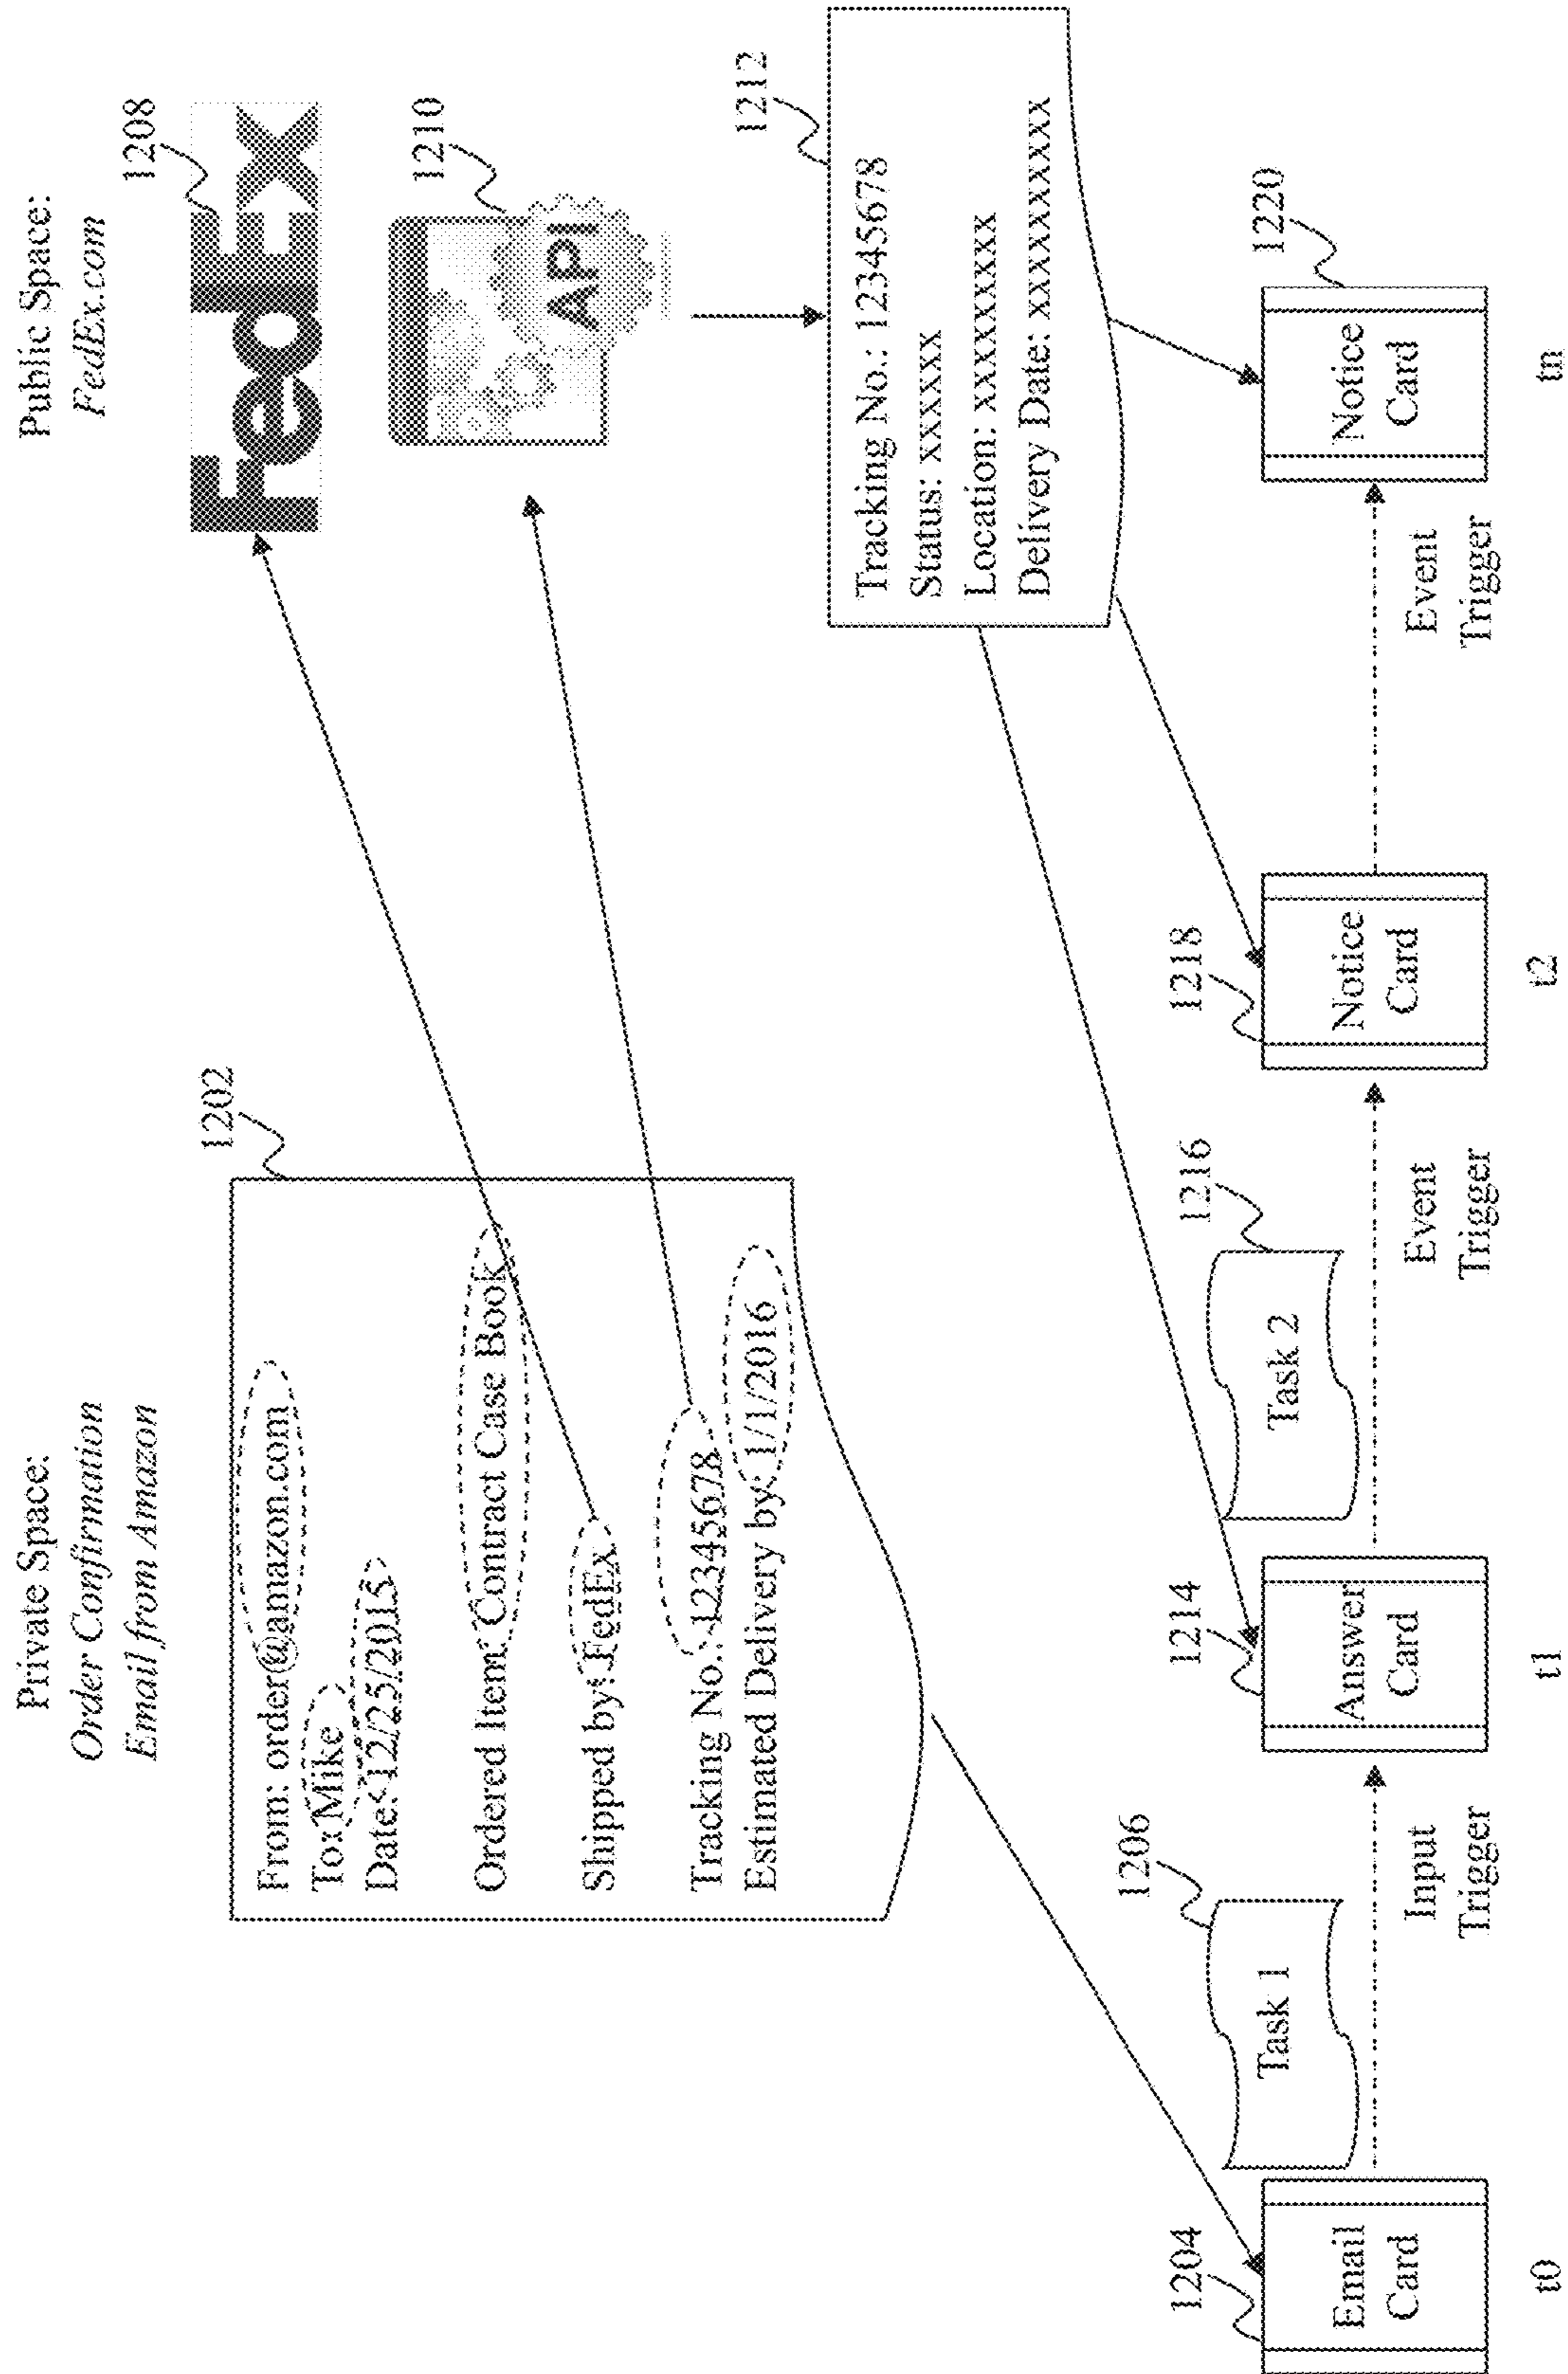 Private Space:
Order Confirmation
Email from Amazon
1202
From: order@amazon.com
To: Mike
Date: 12/25/2015
Ordered Item: Contract Case Book
Shipped by: FedEx
Tracking No.: 12345678
Estimated Delivery by: 1/1/2016
Public Space:
FedEx.com
1208
FedEx
1210
API
1212
Tracking No.: 12345678
Status: xxxxxx
Location: xxxxxxxxx
Delivery Date: xxxxxxxxxx
1204
Email
Card
t0
1206
Task 1
Input
Trigger
1214
Answer
Card
t1
1216
Task 2
Event
Trigger
1218
Notice
Card
t2
Event
Trigger
1220
Notice
Card
tn